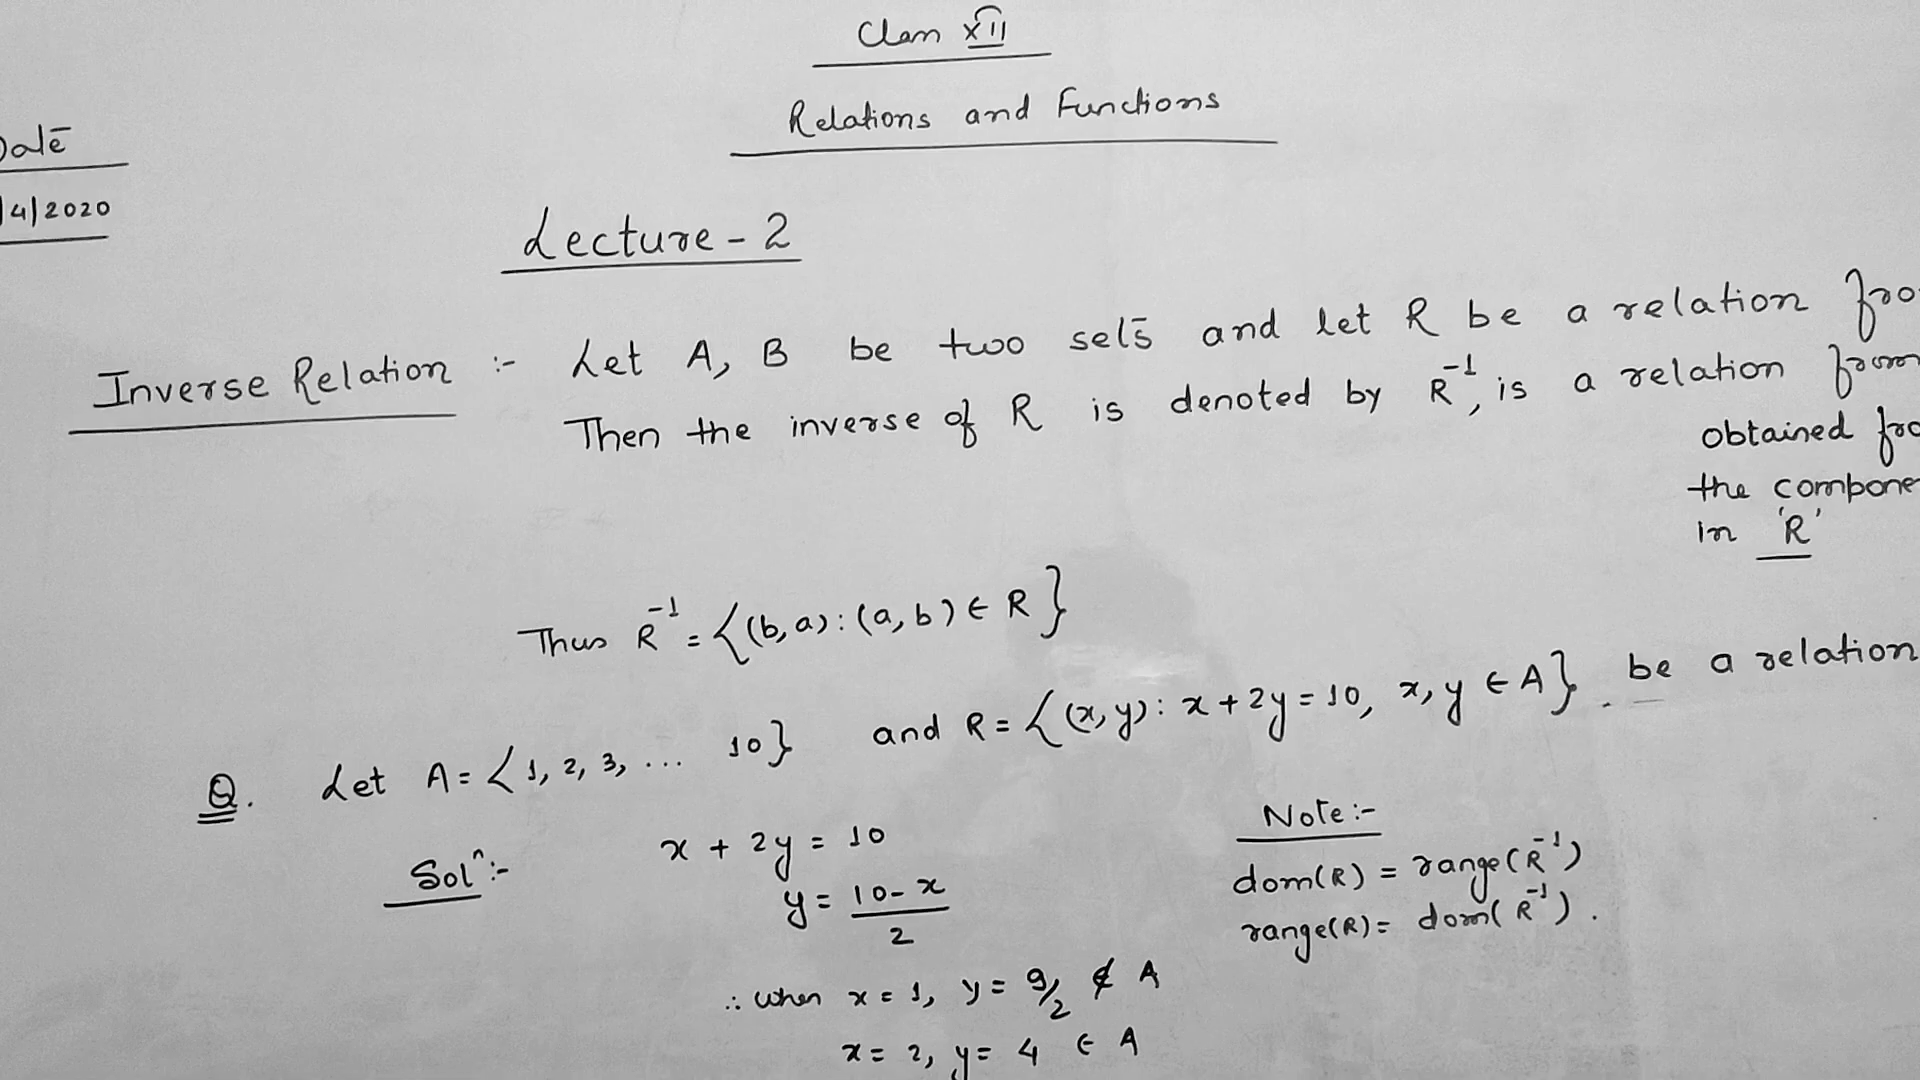 Class XII
Relations and Functions
Date
/4/2020
Lecture - 2
Inverse Relation :- Let A, B be two sets and let R be a relation fro
Then the inverse of R is denoted by R⁻¹, is a relation from
obtained fro
the compone
in 'R'
Thus R⁻¹ = {(b, a) : (a, b) ∈ R}
Q. Let A = {1, 2, 3, ... 10} and R = {(x, y) : x + 2y = 10, x, y ∈ A} be a relation
Solⁿ :- x + 2y = 10
y = (10 - x)/2
Note :-
dom(R) = range(R⁻¹)
range(R) = dom(R⁻¹).
∴ when x = 1, y = 9/2 ∉ A
x = 2, y = 4 ∈ A